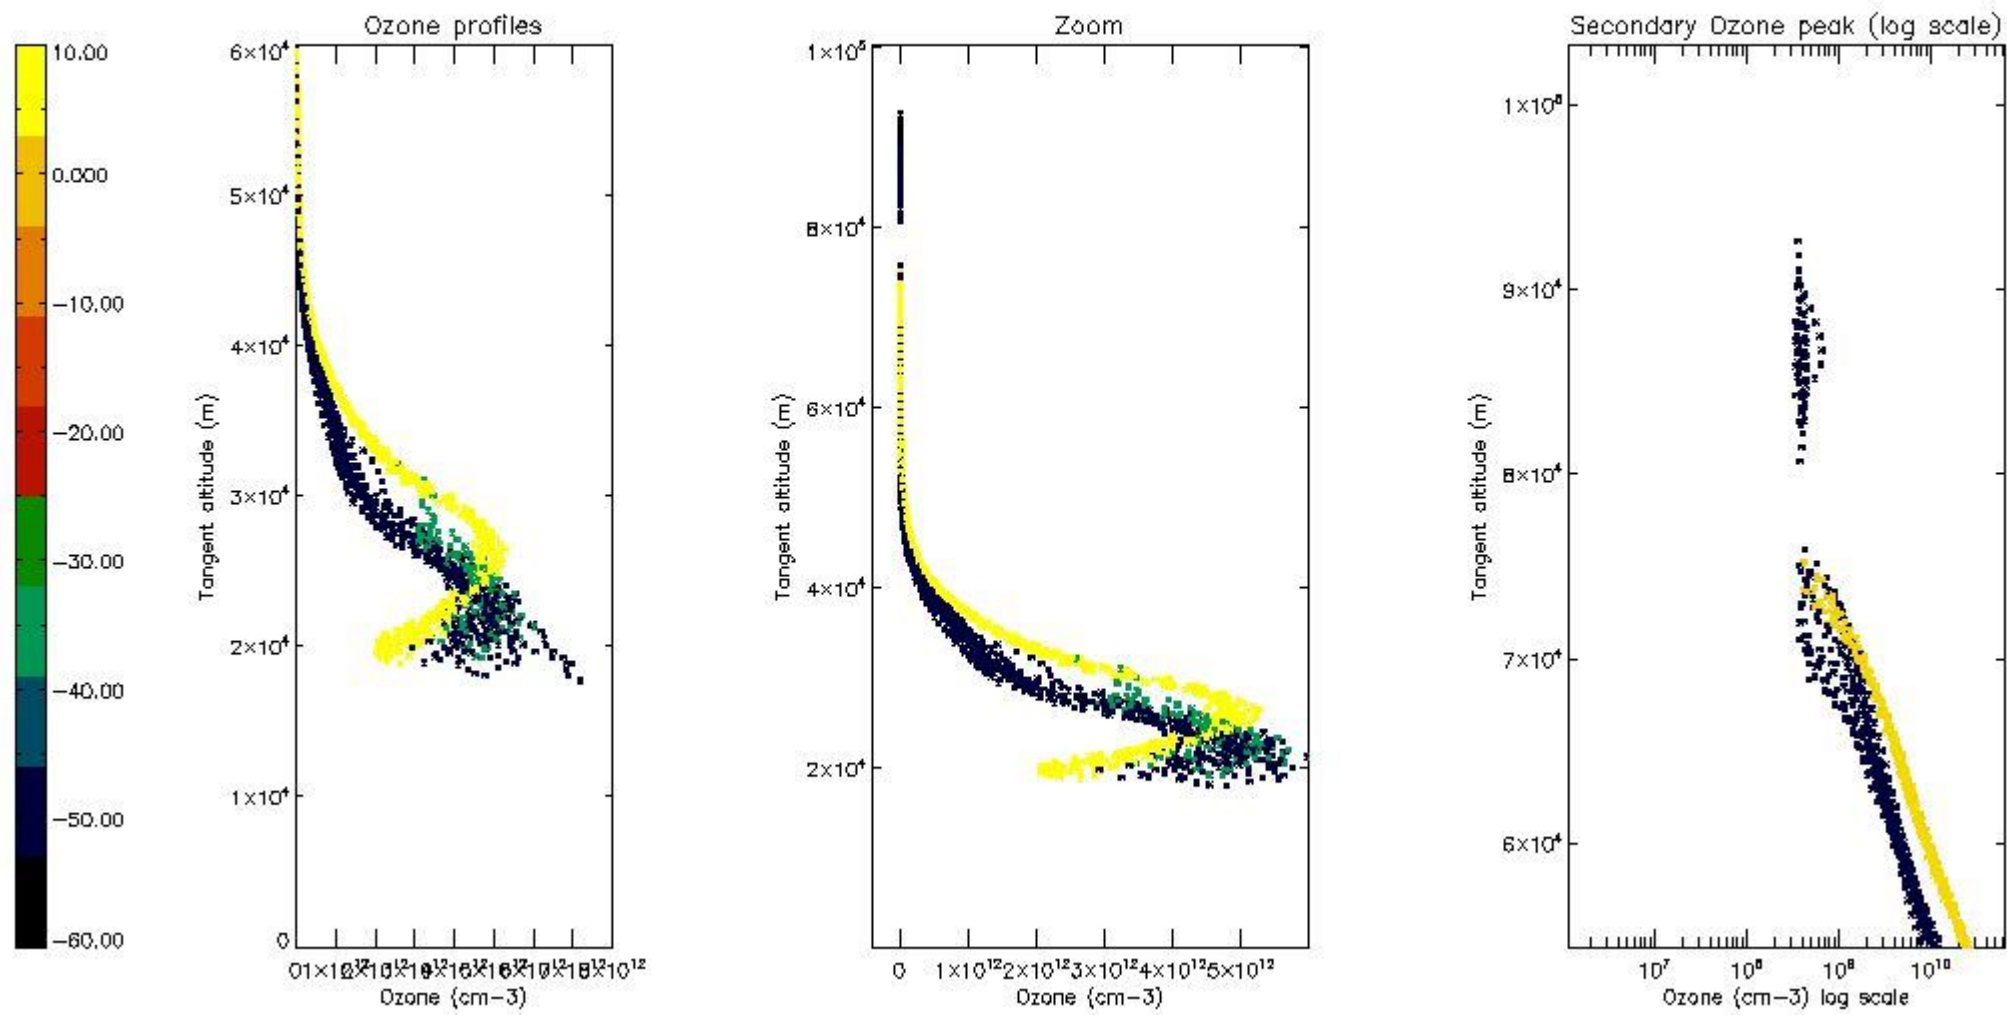 10.00
0.000
−10.00
−20.00
−30.00
−40.00
−50.00
−60.00
Ozone profiles
6×10⁴
5×10⁴
4×10⁴
3×10⁴
2×10⁴
1×10⁴
0
Tangent altitude (m)
Ozone (cm−3)
Zoom
1×10⁵
8×10⁴
6×10⁴
4×10⁴
2×10⁴
Tangent altitude (m)
0 1×10¹² 2×10¹² 3×10¹² 4×10¹² 5×10¹²
Ozone (cm−3)
Secondary Ozone peak (log scale)
9×10⁴
8×10⁴
7×10⁴
6×10⁴
Tangent altitude (m)
10⁷ 10¹⁰
Ozone (cm−3) log scale